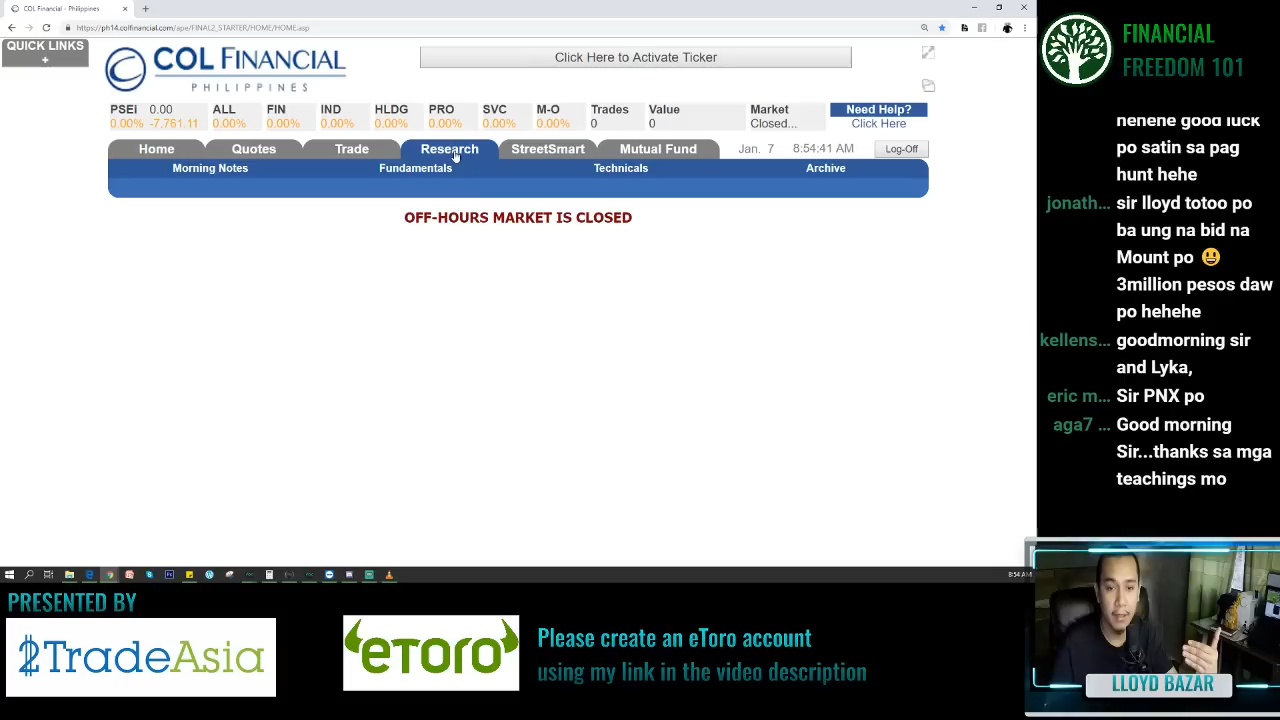 COL Financial - Philippines
https://ph14.colfinancial.com/ape/FINAL2_STARTER/HOME/HOME.asp
QUICK LINKS
+
COL FINANCIAL
PHILIPPINES
Click Here to Activate Ticker
PSEi 0.00 ALL FIN IND HLDG PRO SVC M-O Trades Value Market Need Help?
0.00% -7,761.11 0.00% 0.00% 0.00% 0.00% 0.00% 0.00% 0.00% 0 0 Closed... Click Here
Home Quotes Trade Research StreetSmart Mutual Fund Jan. 7 8:54:41 AM Log-Off
Morning Notes Fundamentals Technicals Archive
OFF-HOURS MARKET IS CLOSED
8:54 AM
FINANCIAL
FREEDOM 101
nenene good luck
po satin sa pag
hunt hehe
jonath... sir lloyd totoo po
ba ung na bid na
Mount po 😃
3million pesos daw
po hehehe
kellens... goodmorning sir
and Lyka,
eric m... Sir PNX po
aga7 ... Good morning
Sir...thanks sa mga
teachings mo
PRESENTED BY
2TradeAsia
eToro
Please create an eToro account
using my link in the video description
LLOYD BAZAR